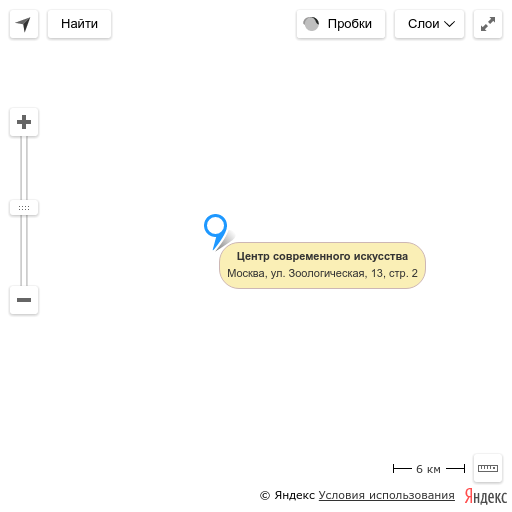 Найти
Пробки
Слои
Центр современного искусства
Москва, ул. Зоологическая, 13, стр. 2
6 км
© Яндекс Условия использования
Яндекс